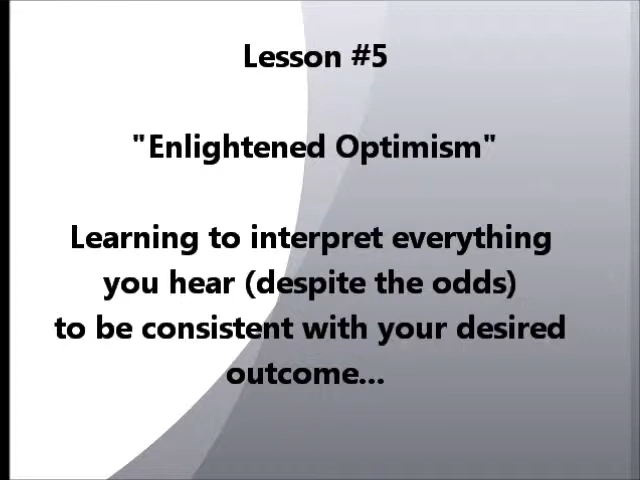 Lesson #5
"Enlightened Optimism"
Learning to interpret everything
you hear (despite the odds)
to be consistent with your desired
outcome...